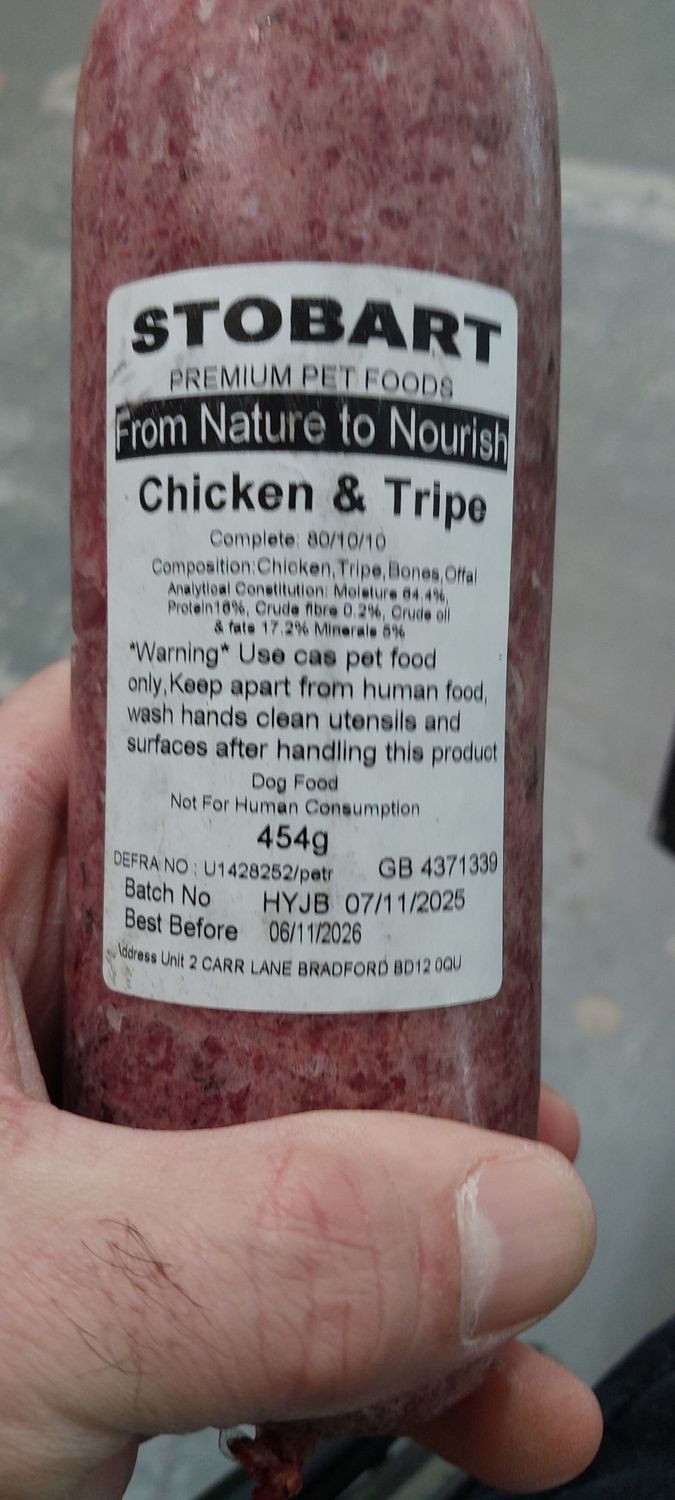 STOBART
PREMIUM PET FOODS
From Nature to Nourish
Chicken & Tripe
Complete: 80/10/10
Composition:Chicken,Tripe,Bones,Offal
Analytical Constitution: Moisture 64.4%,
Protein16%, Crude fibre 0.2%, Crude oil
& fats 17.2% Minerals 5%
*Warning* Use cas pet food
only,Keep apart from human food,
wash hands clean utensils and
surfaces after handling this product
Dog Food
Not For Human Consumption
454g
DEFRA NO : U1428252/petr GB 4371339
Batch No HYJB 07/11/2025
Best Before 06/11/2026
Address Unit 2 CARR LANE BRADFORD BD12 0QU